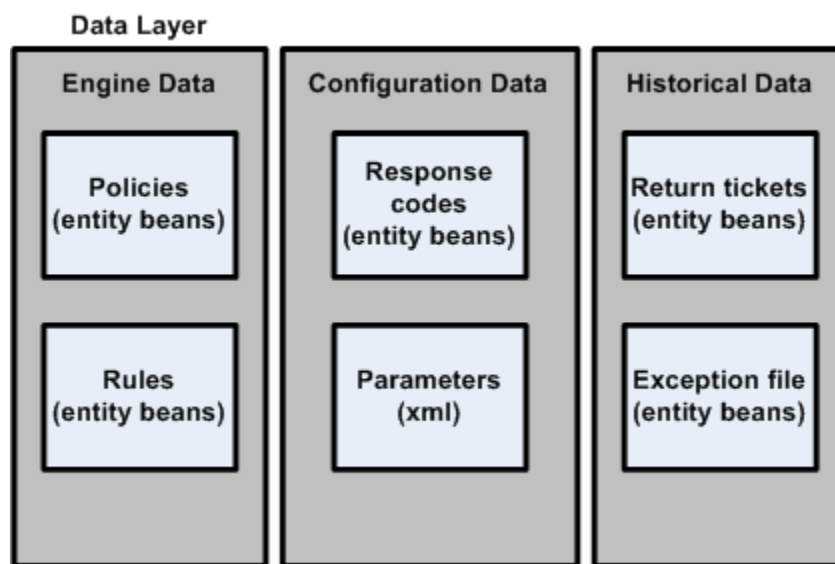 Data Layer
Engine Data
Policies
(entity beans)
Rules
(entity beans)
Configuration Data
Response
codes
(entity beans)
Parameters
(xml)
Historical Data
Return tickets
(entity beans)
Exception file
(entity beans)